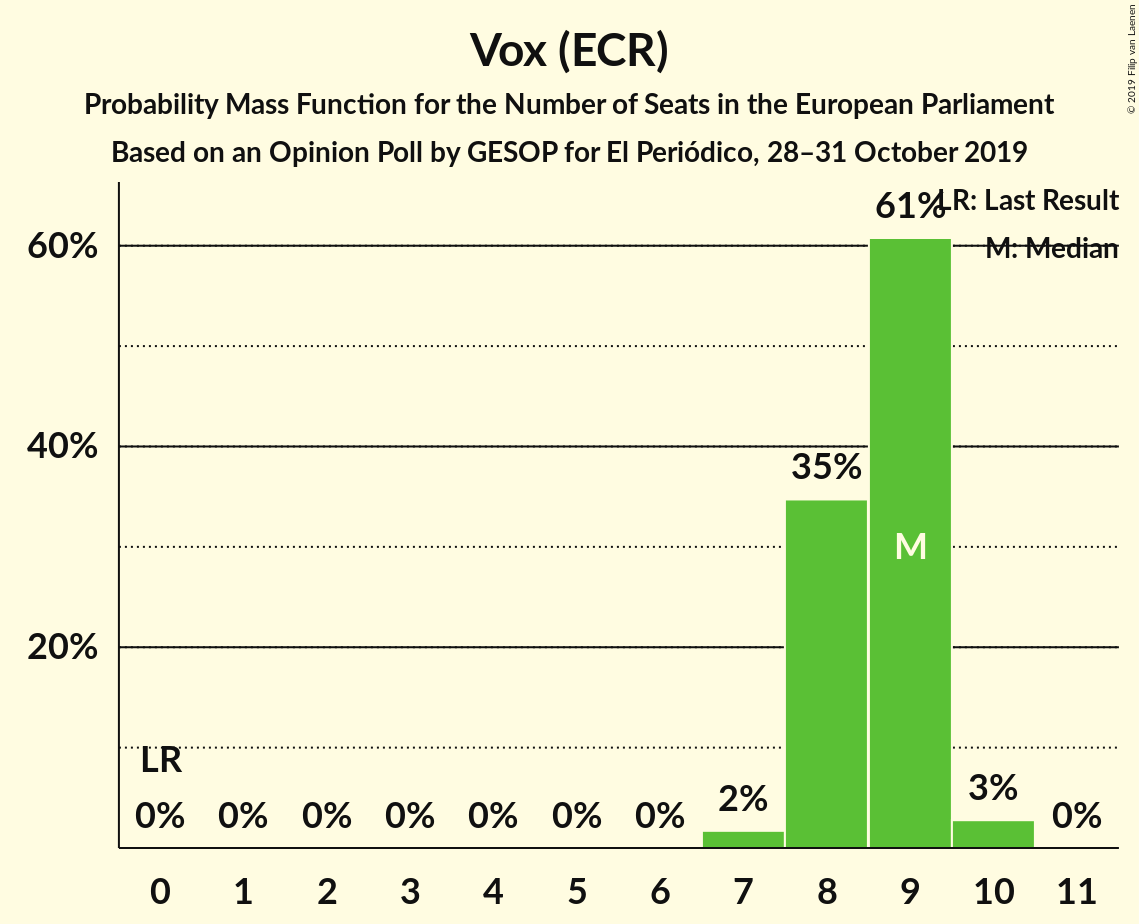 Vox (ECR)
Probability Mass Function for the Number of Seats in the European Parliament
Based on an Opinion Poll by GESOP for El Periódico, 28–31 October 2019
© 2019 Filip van Laenen
LR: Last Result
M: Median
61%
60%
40%
35%
M
20%
LR
0% 0% 0% 0% 0% 0% 0% 2% 3% 0%
0 1 2 3 4 5 6 7 8 9 10 11